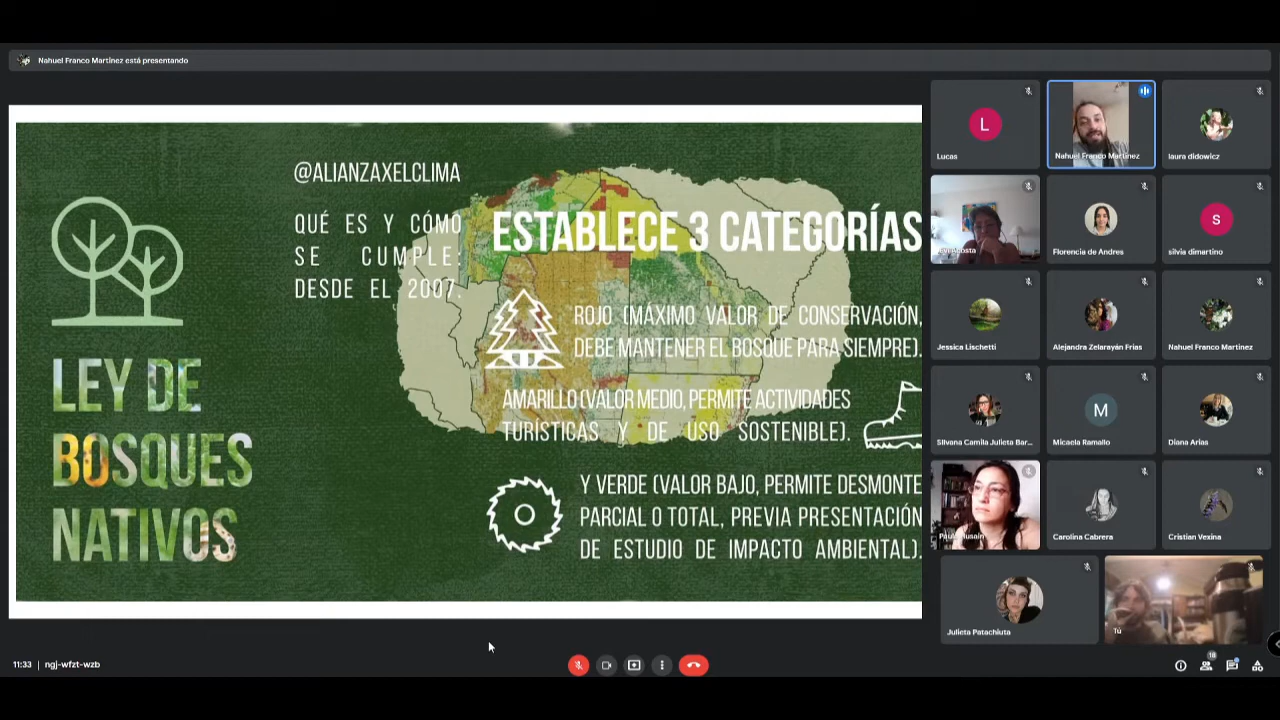 Nahuel Franco Martínez está presentando
@ALIANZAXELCLIMA
QUÉ ES Y CÓMO
SE CUMPLE:
DESDE EL 2007.
LEY DE
BOSQUES
NATIVOS
ESTABLECE 3 CATEGORÍAS
ROJO (MÁXIMO VALOR DE CONSERVACIÓN,
DEBE MANTENER EL BOSQUE PARA SIEMPRE).
AMARILLO (VALOR MEDIO, PERMITE ACTIVIDADES
TURÍSTICAS Y DE USO SOSTENIBLE).
Y VERDE (VALOR BAJO, PERMITE DESMONTE
PARCIAL O TOTAL, PREVIA PRESENTACIÓN
DE ESTUDIO DE IMPACTO AMBIENTAL).
L
Lucas
Nahuel Franco Martínez
laura didowicz
Florencia de Andres
S
silvia dimartino
Jessica Lischetti
Alejandra Zelarayán Frias
Nahuel Franco Martinez
Silvana Camila Julieta Bar...
M
Micaela Ramallo
Diana Arias
Carolina Cabrera
Cristian Vexina
Julieta Patachiuta
Tú
11:33 | ngj-wfzt-wzb
18